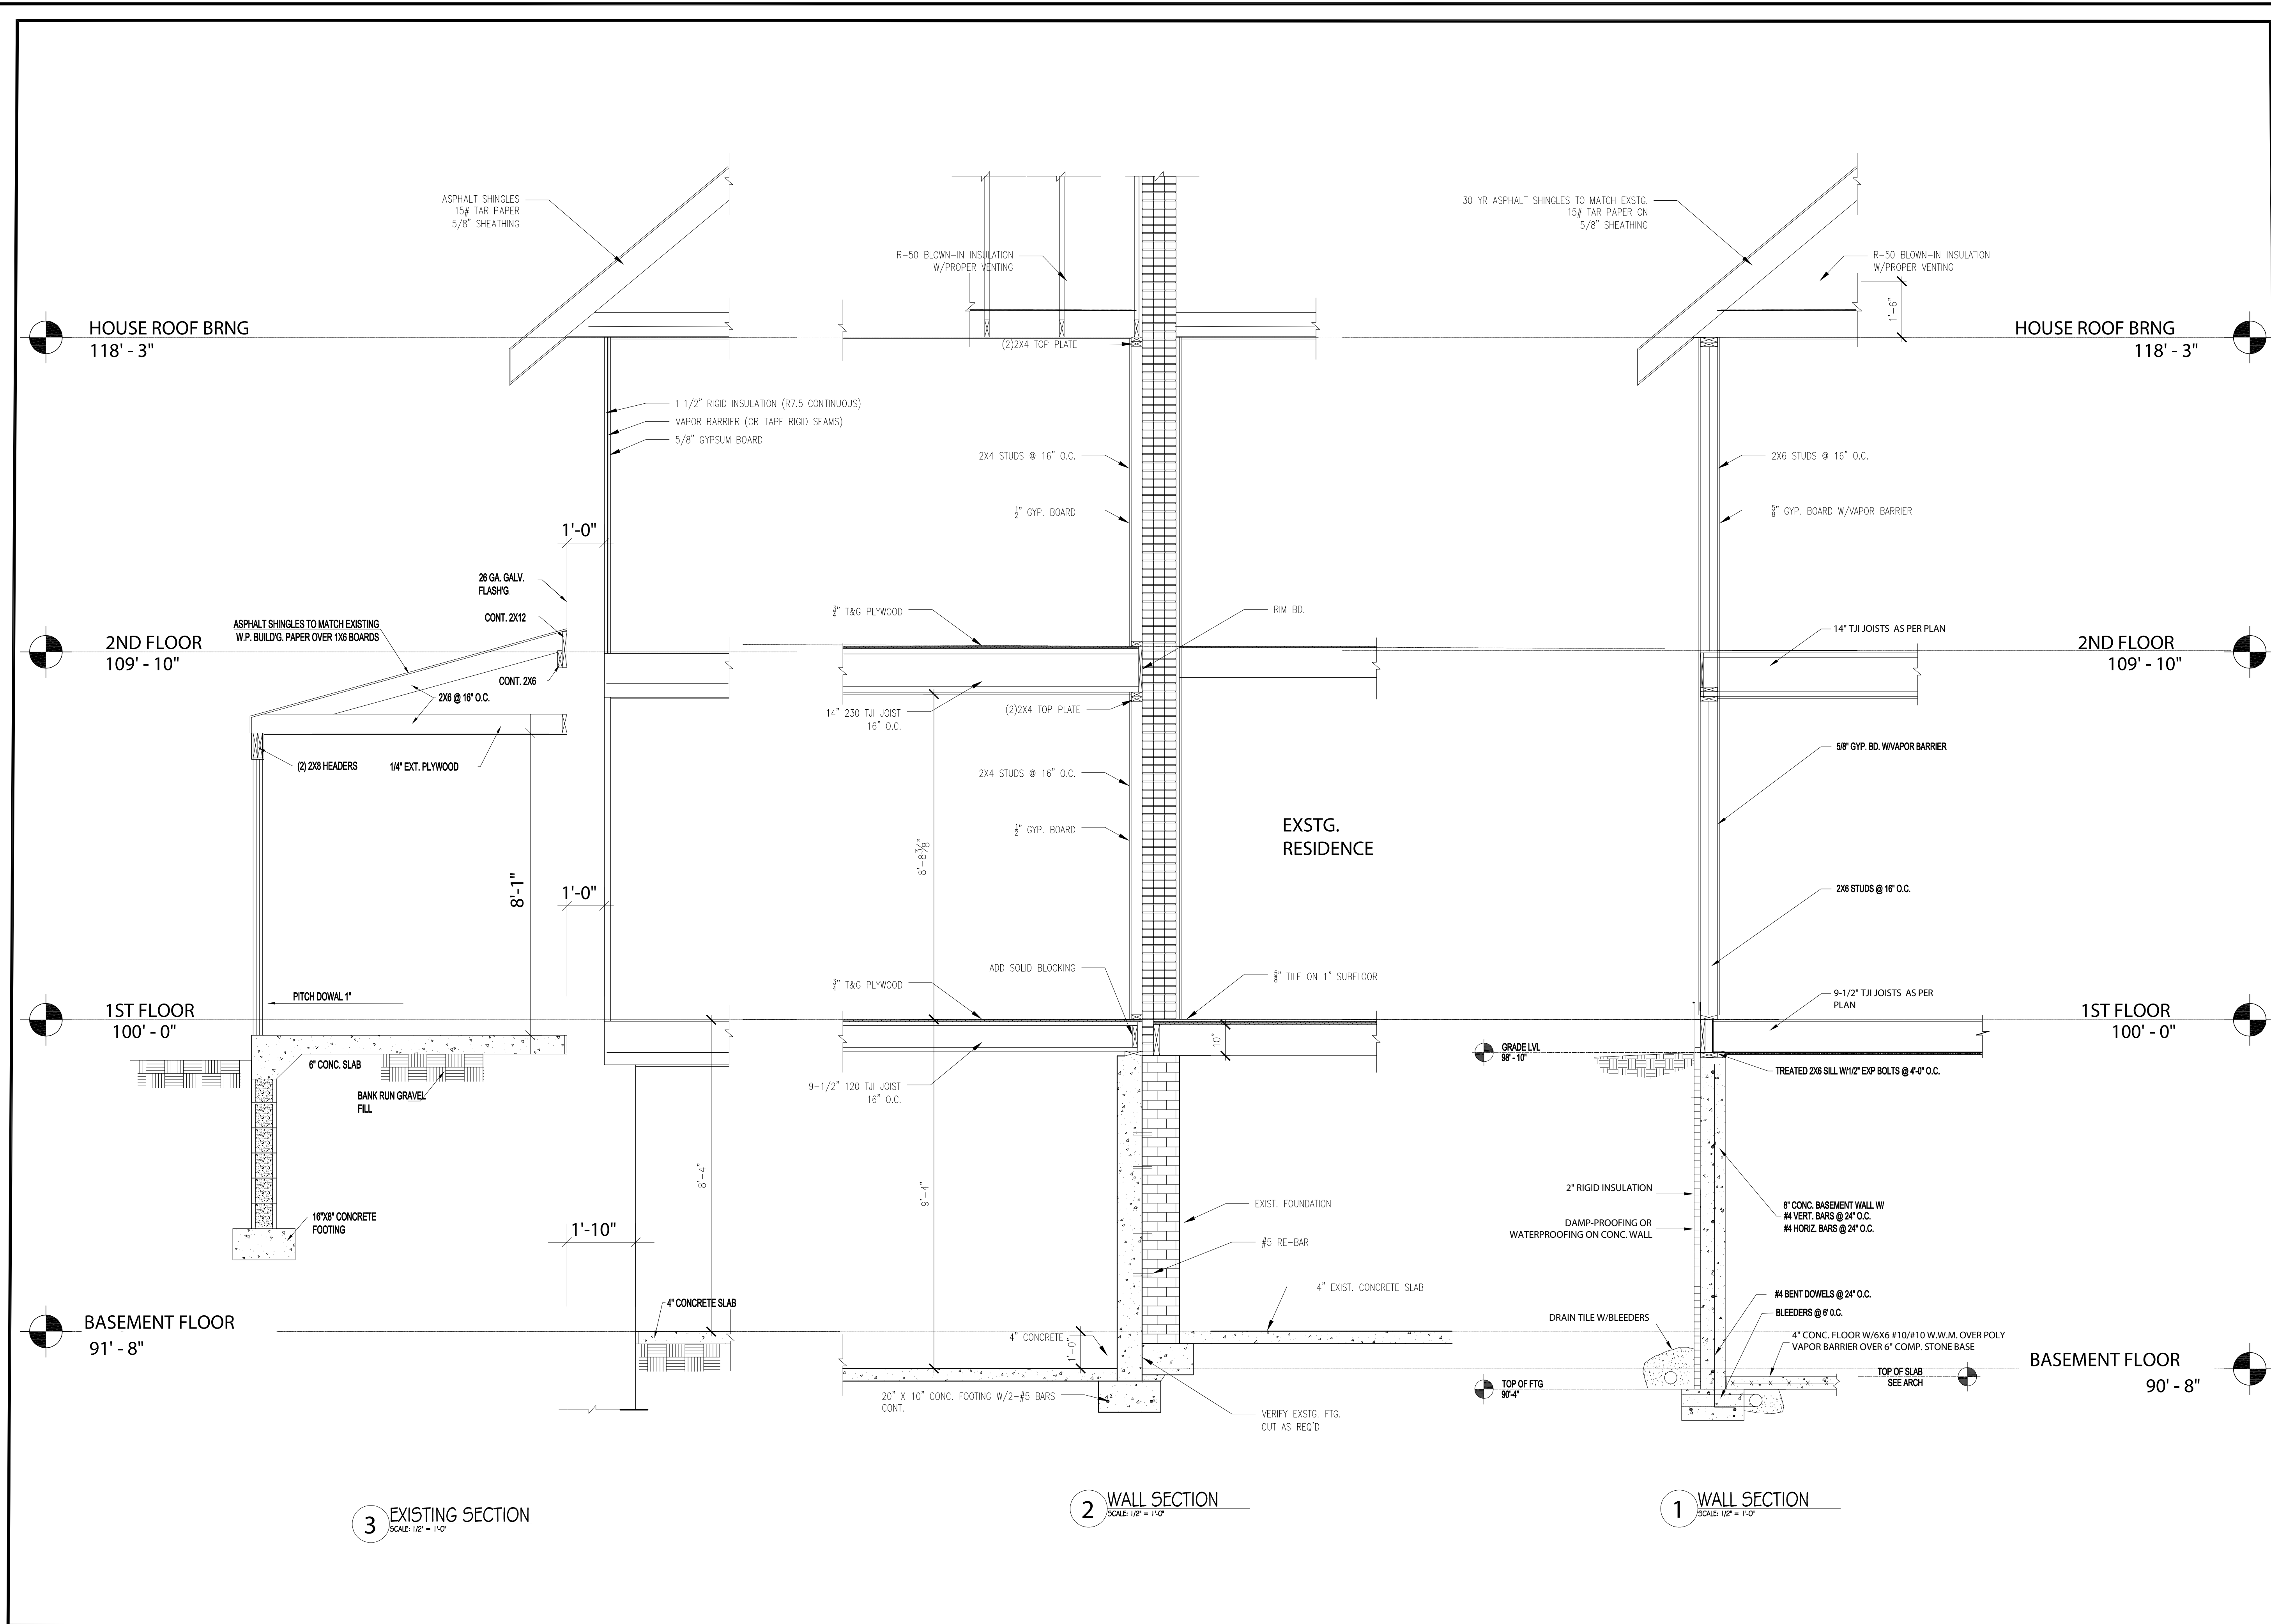 ASPHALT SHINGLES
15# TAR PAPER
5/8" SHEATHING
R-50 BLOWN-IN INSULATION
W/PROPER VENTING
30 YR ASPHALT SHINGLES TO MATCH EXSTG.
15# TAR PAPER ON
5/8" SHEATHING
R-50 BLOWN-IN INSULATION
W/PROPER VENTING
1'-6"
HOUSE ROOF BRNG
118' - 3"
(2)2X4 TOP PLATE
HOUSE ROOF BRNG
118' - 3"
1 1/2" RIGID INSULATION (R7.5 CONTINUOUS)
VAPOR BARRIER (OR TAPE RIGID SEAMS)
5/8" GYPSUM BOARD
2X4 STUDS @ 16" O.C.
½" GYP. BOARD
2X6 STUDS @ 16" O.C.
⅝" GYP. BOARD W/VAPOR BARRIER
1'-0"
26 GA. GALV.
FLASH'G
CONT. 2X12
ASPHALT SHINGLES TO MATCH EXISTING
W.P. BUILD'G. PAPER OVER 1X6 BOARDS
¾" T&G PLYWOOD
RIM BD.
14" TJI JOISTS AS PER PLAN
2ND FLOOR
109' - 10"
2ND FLOOR
109' - 10"
CONT. 2X6
2X6 @ 16" O.C.
14" 230 TJI JOIST
16" O.C.
(2)2X4 TOP PLATE
(2) 2X8 HEADERS
1/4" EXT. PLYWOOD
2X4 STUDS @ 16" O.C.
½" GYP. BOARD
5/8" GYP. BD. W/VAPOR BARRIER
EXSTG.
RESIDENCE
8'-8⅜"
8'-1"
1'-0"
2X6 STUDS @ 16" O.C.
ADD SOLID BLOCKING
⅝" TILE ON 1" SUBFLOOR
¾" T&G PLYWOOD
9-1/2" TJI JOISTS AS PER
PLAN
PITCH DOWAL 1"
1ST FLOOR
100' - 0"
1ST FLOOR
100' - 0"
10"
GRADE LVL
98' - 10"
6" CONC. SLAB
BANK RUN GRAVEL
FILL
9-1/2" 120 TJI JOIST
16" O.C.
TREATED 2X6 SILL W/1/2" EXP BOLTS @ 4'-0" O.C.
8'-4"
9'-4"
2" RIGID INSULATION
EXIST. FOUNDATION
8" CONC. BASEMENT WALL W/
#4 VERT. BARS @ 24" O.C.
#4 HORIZ. BARS @ 24" O.C.
16"X8" CONCRETE
FOOTING
1'-10"
DAMP-PROOFING OR
WATERPROOFING ON CONC. WALL
#5 RE-BAR
4" EXIST. CONCRETE SLAB
#4 BENT DOWELS @ 24" O.C.
4" CONCRETE SLAB
BLEEDERS @ 6' O.C.
DRAIN TILE W/BLEEDERS
BASEMENT FLOOR
91' - 8"
4" CONCRETE
1'-0"
4" CONC. FLOOR W/6X6 #10/#10 W.W.M. OVER POLY
VAPOR BARRIER OVER 6" COMP. STONE BASE
BASEMENT FLOOR
90' - 8"
TOP OF SLAB
SEE ARCH
TOP OF FTG
90'-4"
20" X 10" CONC. FOOTING W/2-#5 BARS
CONT.
VERIFY EXSTG. FTG.
CUT AS REQ'D
3 EXISTING SECTION
SCALE: 1/2" = 1'-0"
2 WALL SECTION
SCALE: 1/2" = 1'-0"
1 WALL SECTION
SCALE: 1/2" = 1'-0"